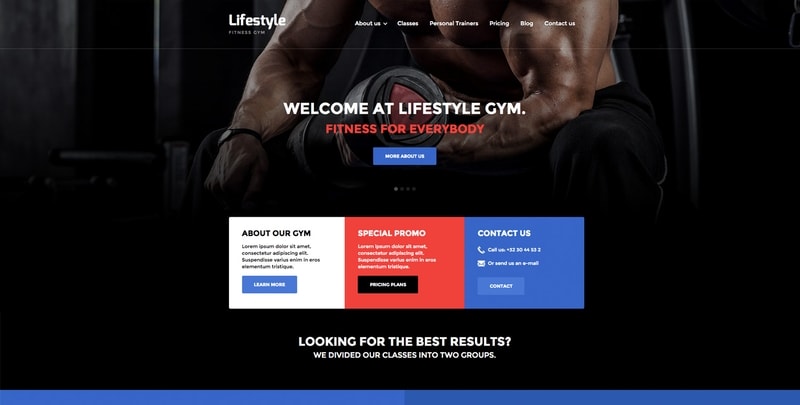 Lifestyle
FITNESS GYM
About us
Classes
Personal Trainers
Pricing
Blog
Contact us
WELCOME AT LIFESTYLE GYM.
FITNESS FOR EVERYBODY
MORE ABOUT US
ABOUT OUR GYM
Lorem ipsum dolor sit amet,
consectetur adipiscing elit.
Suspendisse varius enim in eros
elementum tristique.
LEARN MORE
SPECIAL PROMO
Lorem ipsum dolor sit amet,
consectetur adipiscing elit.
Suspendisse varius enim in eros
elementum tristique.
PRICING PLANS
CONTACT US
Call us: +32 30 44 52 2
Or send us an e-mail
CONTACT
LOOKING FOR THE BEST RESULTS?
WE DIVIDED OUR CLASSES INTO TWO GROUPS.